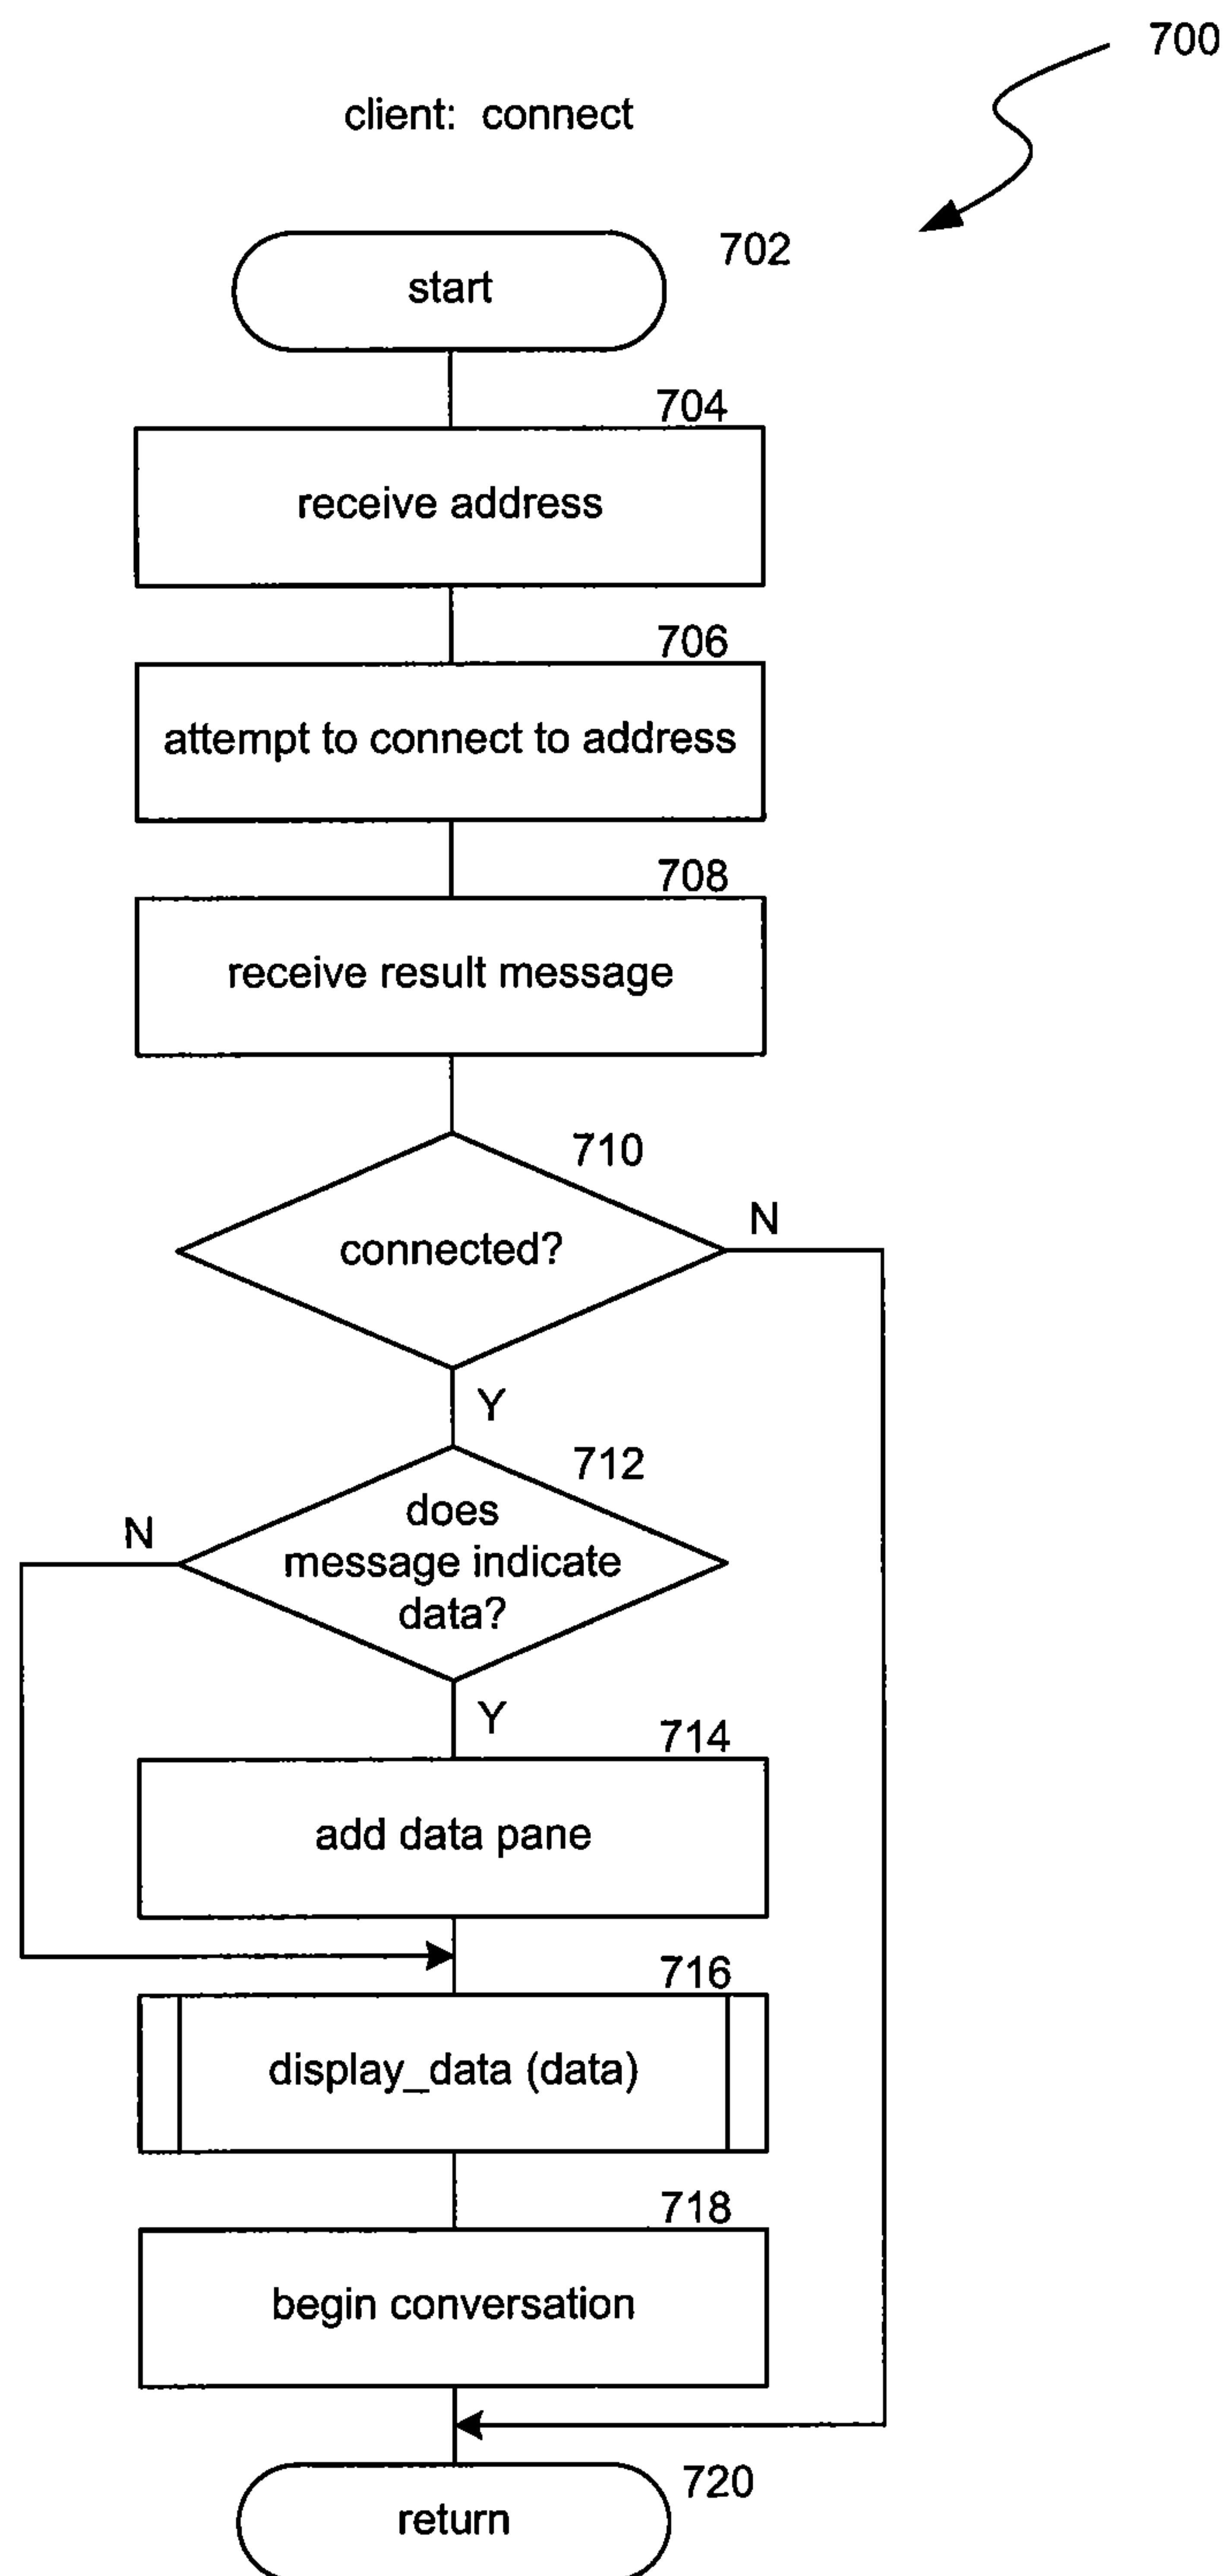 700
client: connect
702
start
704
receive address
706
attempt to connect to address
708
receive result message
710
connected?
N
Y
712
does
message indicate
data?
N
Y
714
add data pane
716
display_data (data)
718
begin conversation
720
return